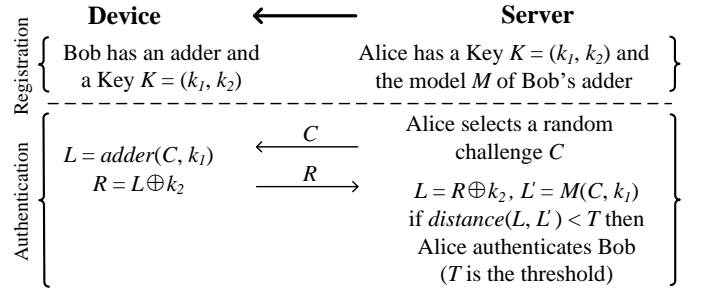 Device
Server
Registration
Bob has an adder and
a Key K = (k₁, k₂)
Alice has a Key K = (k₁, k₂) and
the model M of Bob's adder
Authentication
L = adder(C, k₁)
R = L⊕k₂
C
R
Alice selects a random
challenge C
L = R⊕k₂, L' = M(C, k₁)
if distance(L, L' ) < T then
Alice authenticates Bob
(T is the threshold)